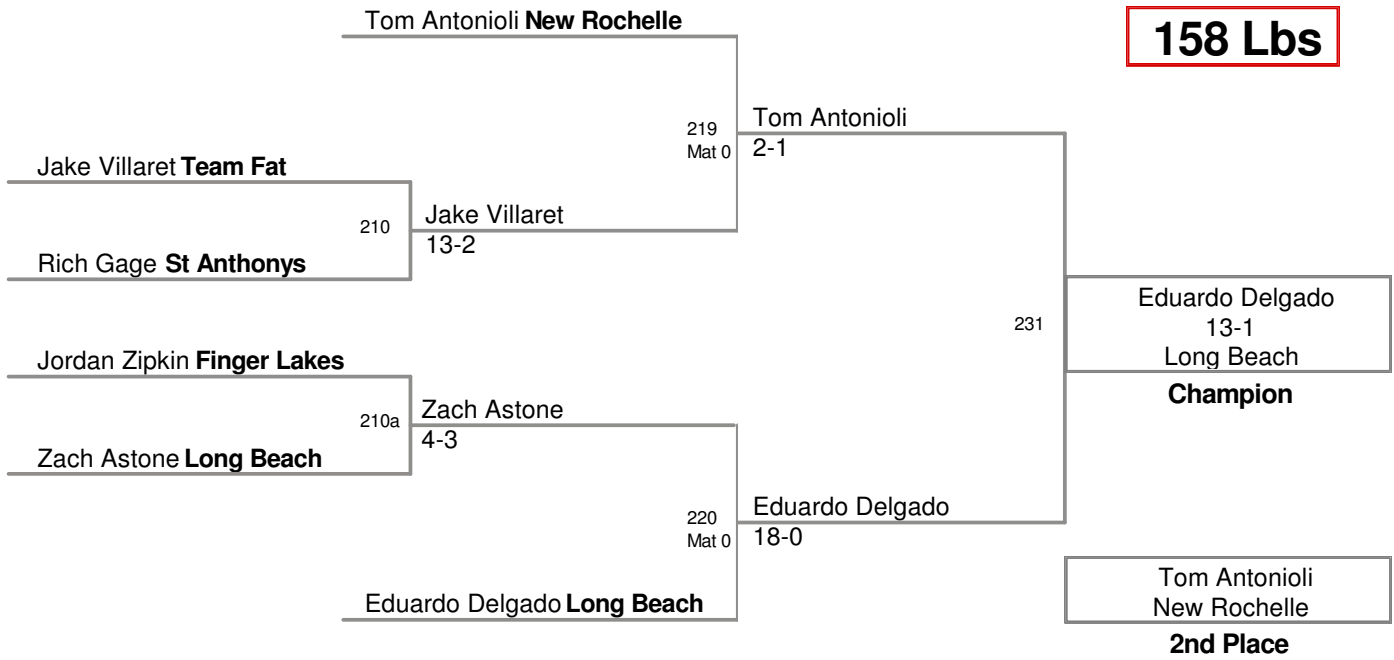 Tom Antonioli New Rochelle
158 Lbs
219
Mat 0
Tom Antonioli
2-1
Jake Villaret Team Fat
210
Jake Villaret
13-2
Rich Gage St Anthonys
231
Eduardo Delgado
13-1
Long Beach
Champion
Jordan Zipkin Finger Lakes
210a
Zach Astone
4-3
Zach Astone Long Beach
220
Mat 0
Eduardo Delgado
18-0
Eduardo Delgado Long Beach
Tom Antonioli
New Rochelle
2nd Place